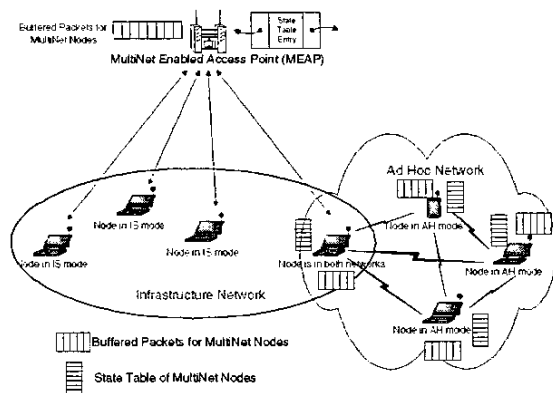 Buffered Packets for
MultiNet Nodes
State
Table
Entry
MultiNet Enabled Access Point (MEAP)
Ad Hoc Network
Node in IS mode
Node in IS mode
Node in IS mode
Node in AH mode
Node is in both networks
Node in AH mode
Infrastructure Network
Node in AH mode
Buffered Packets for MultiNet Nodes
State Table of MultiNet Nodes